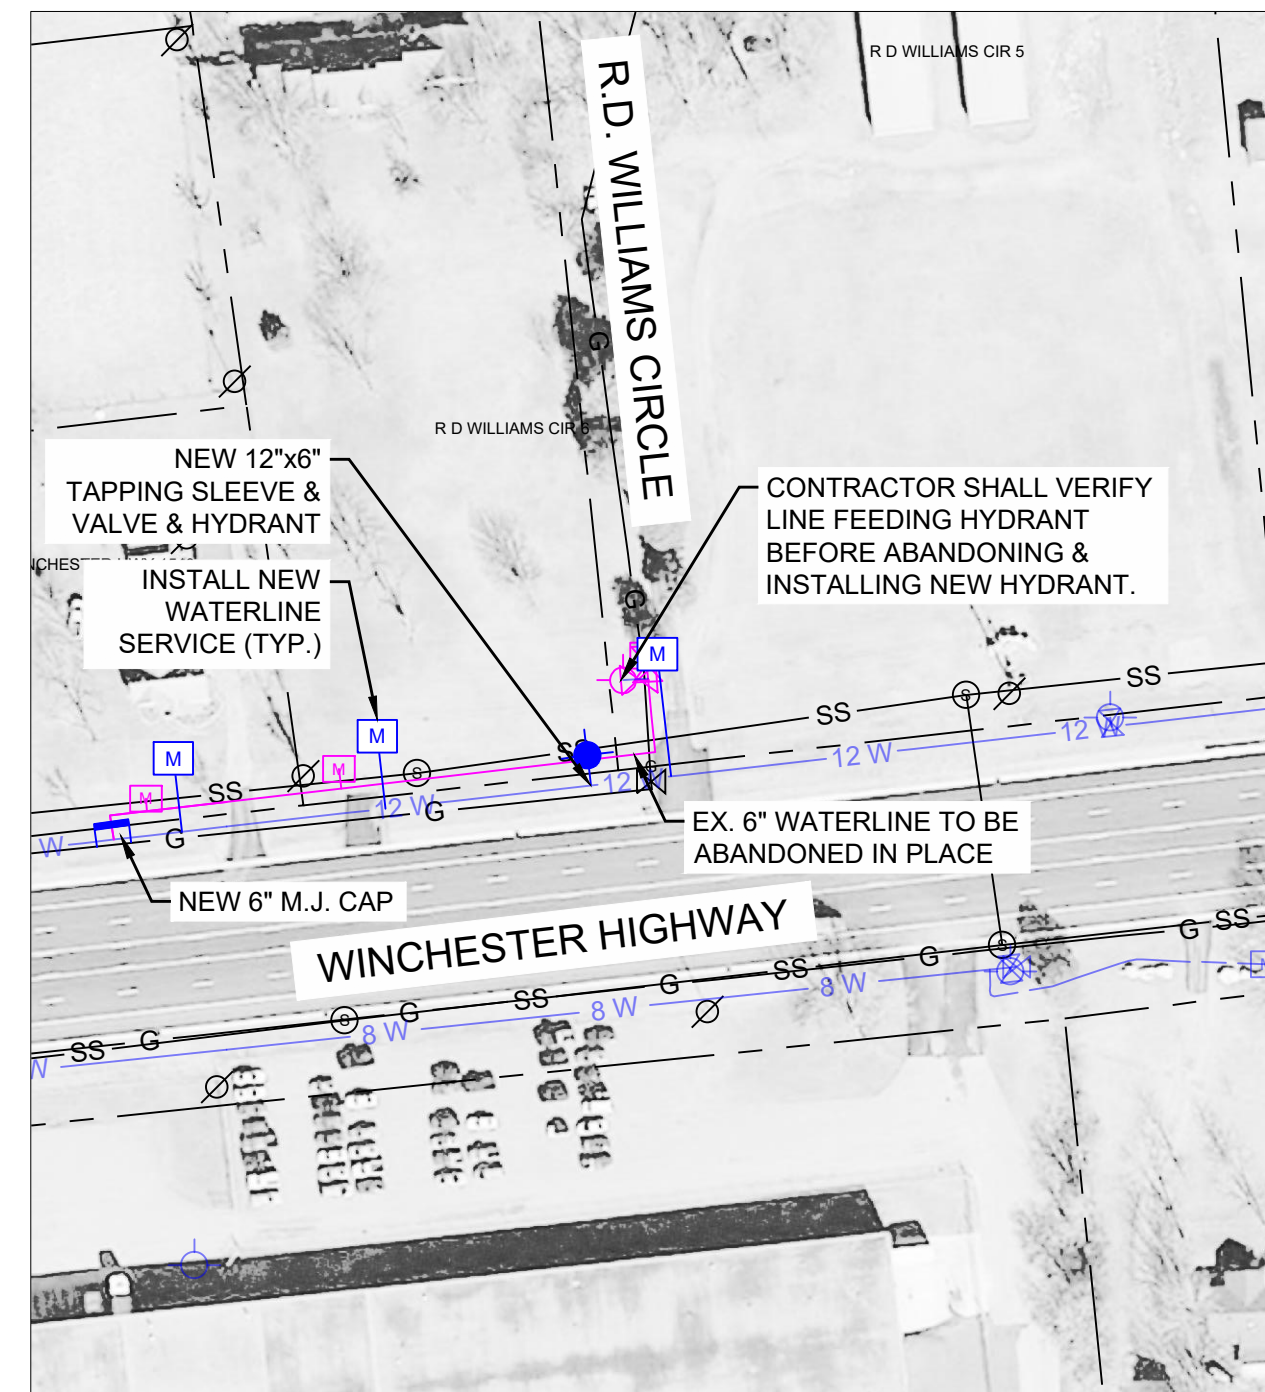 R D WILLIAMS CIR 5
R.D. WILLIAMS CIRCLE
G
R D WILLIAMS CIR 6
NEW 12"x6"
TAPPING SLEEVE &
VALVE & HYDRANT
CONTRACTOR SHALL VERIFY
LINE FEEDING HYDRANT
BEFORE ABANDONING &
INSTALLING NEW HYDRANT.
INSTALL NEW
WATERLINE
SERVICE (TYP.)
G
M
SS
S
SS
12 W
12 W
M
M
SS
M
S
S
M
SS
12 W
G
W
G
EX. 6" WATERLINE TO BE
ABANDONED IN PLACE
NEW 6" M.J. CAP
WINCHESTER HIGHWAY
SS
G
S
G
SS
G
SS
G
S
8 W
8 W
8 W
G
SS
W